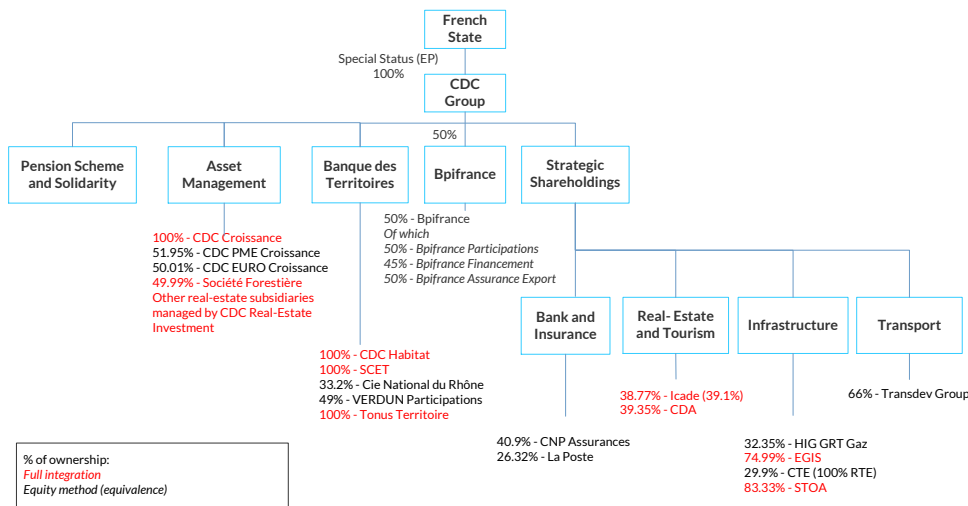 French
State
Special Status (EP)
100%
CDC
Group
50%
Pension Scheme
and Solidarity
Asset
Management
Banque des
Territoires
Bpifrance
Strategic
Shareholdings
100% - CDC Croissance
51.95% - CDC PME Croissance
50.01% - CDC EURO Croissance
49.99% - Société Forestière
Other real-estate subsidiaries
managed by CDC Real-Estate
Investment
50% - Bpifrance
Of which
50% - Bpifrance Participations
45% - Bpifrance Financement
50% - Bpifrance Assurance Export
100% - CDC Habitat
100% - SCET
33.2% - Cie National du Rhône
49% - VERDUN Participations
100% - Tonus Territoire
Bank and
Insurance
Real- Estate
and Tourism
Infrastructure
Transport
40.9% - CNP Assurances
26.32% - La Poste
38.77% - Icade (39.1%)
39.35% - CDA
32.35% - HIG GRT Gaz
74.99% - EGIS
29.9% - CTE (100% RTE)
83.33% - STOA
66% - Transdev Group
% of ownership:
Full integration
Equity method (equivalence)